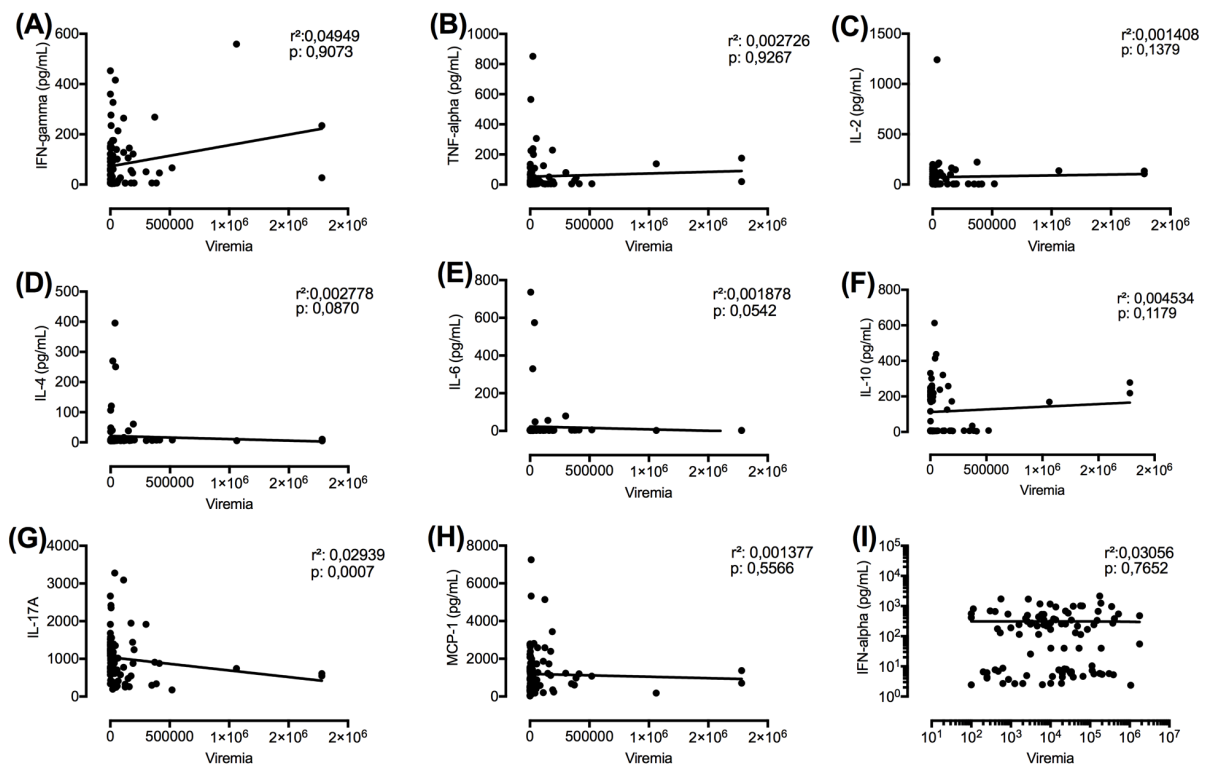 (A)
r²:0,04949
p: 0,9073
IFN-gamma (pg/mL)
600
400
200
0
0 500000 1×10⁶ 2×10⁶ 2×10⁶
Viremia
(B)
r²: 0,002726
p: 0,9267
TNF-alpha (pg/mL)
1000
800
600
400
200
0
0 500000 1×10⁶ 2×10⁶ 2×10⁶
Viremia
(C)
r²:0,001408
p: 0,1379
IL-2 (pg/mL)
1500
1000
500
0
0 500000 1×10⁶ 2×10⁶ 2×10⁶
Viremia
(D)
r²:0,002778
p: 0,0870
IL-4 (pg/mL)
500
400
300
200
100
0
0 500000 1×10⁶ 2×10⁶ 2×10⁶
Viremia
(E)
r²:0,001878
p: 0,0542
IL-6 (pg/mL)
800
600
400
200
0
0 500000 1×10⁶ 2×10⁶ 2×10⁶
Viremia
(F)
r²: 0,004534
p: 0,1179
IL-10 (pg/mL)
800
600
400
200
0
0 500000 1×10⁶ 2×10⁶ 2×10⁶
Viremia
(G)
r²: 0,02939
p: 0,0007
IL-17A
4000
3000
2000
1000
0
0 500000 1×10⁶ 2×10⁶ 2×10⁶
Viremia
(H)
r²: 0,001377
p: 0,5566
MCP-1 (pg/mL)
8000
6000
4000
2000
0
0 500000 1×10⁶ 2×10⁶ 2×10⁶
Viremia
(I)
r²:0,03056
p: 0,7652
IFN-alpha (pg/mL)
10⁵
10⁴
10³
10²
10¹
10⁰
10¹ 10² 10³ 10⁴ 10⁵ 10⁶ 10⁷
Viremia